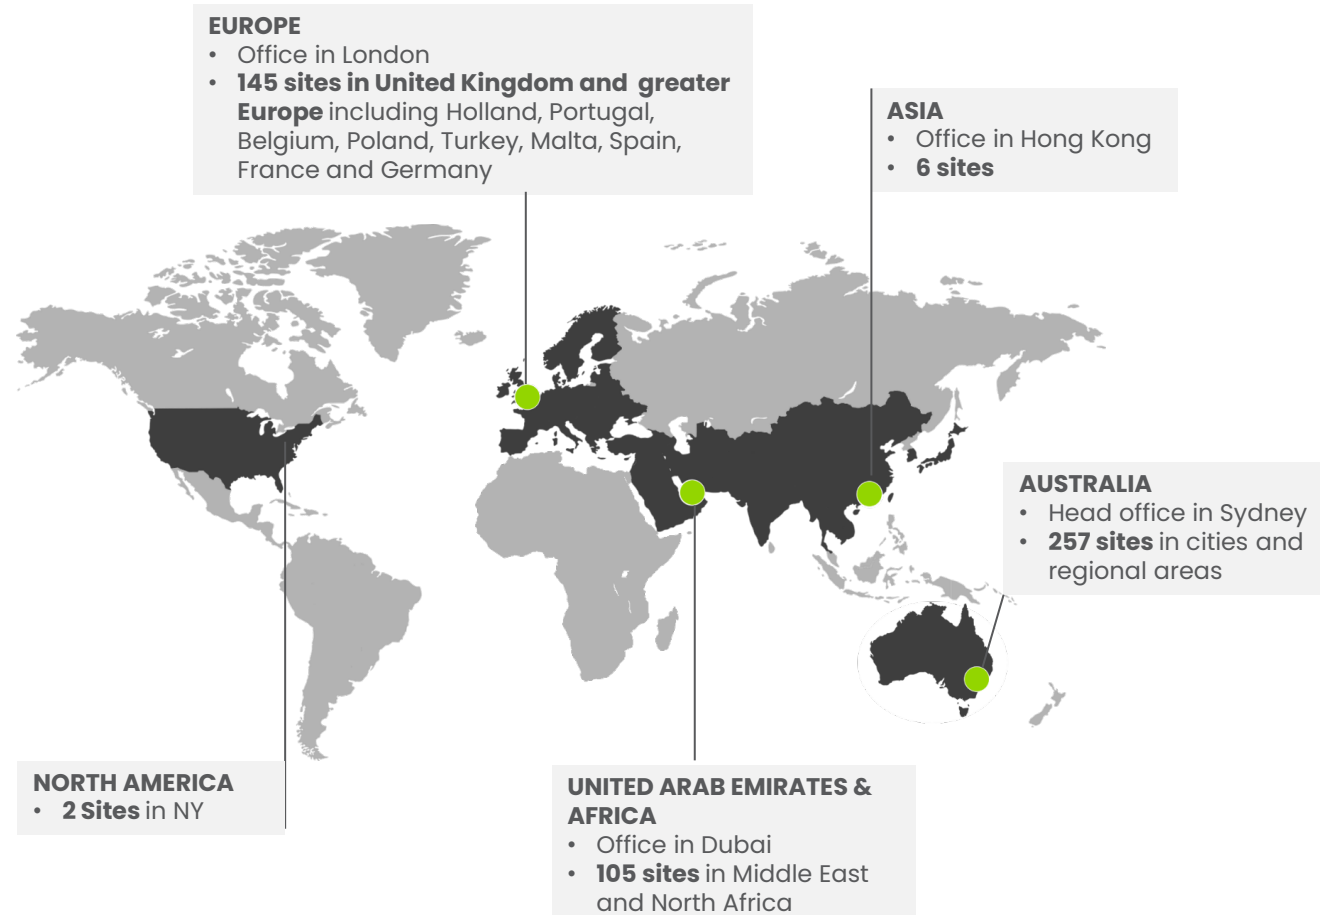 EUROPE
• Office in London
• 145 sites in United Kingdom and greater
Europe including Holland, Portugal,
Belgium, Poland, Turkey, Malta, Spain,
France and Germany
ASIA
• Office in Hong Kong
• 6 sites
AUSTRALIA
• Head office in Sydney
• 257 sites in cities and
regional areas
NORTH AMERICA
• 2 Sites in NY
UNITED ARAB EMIRATES &
AFRICA
• Office in Dubai
• 105 sites in Middle East
and North Africa